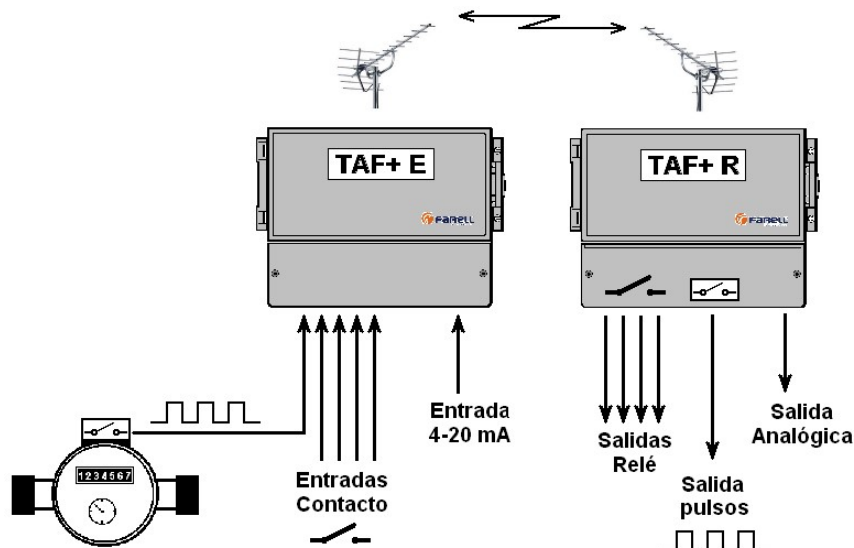 TAF+ E
TAF+ R
FARELL
FARELL
Entrada
4-20 mA
Salidas
Relé
Salida
Analógica
Entradas
Contacto
Salida
pulsos
1234567